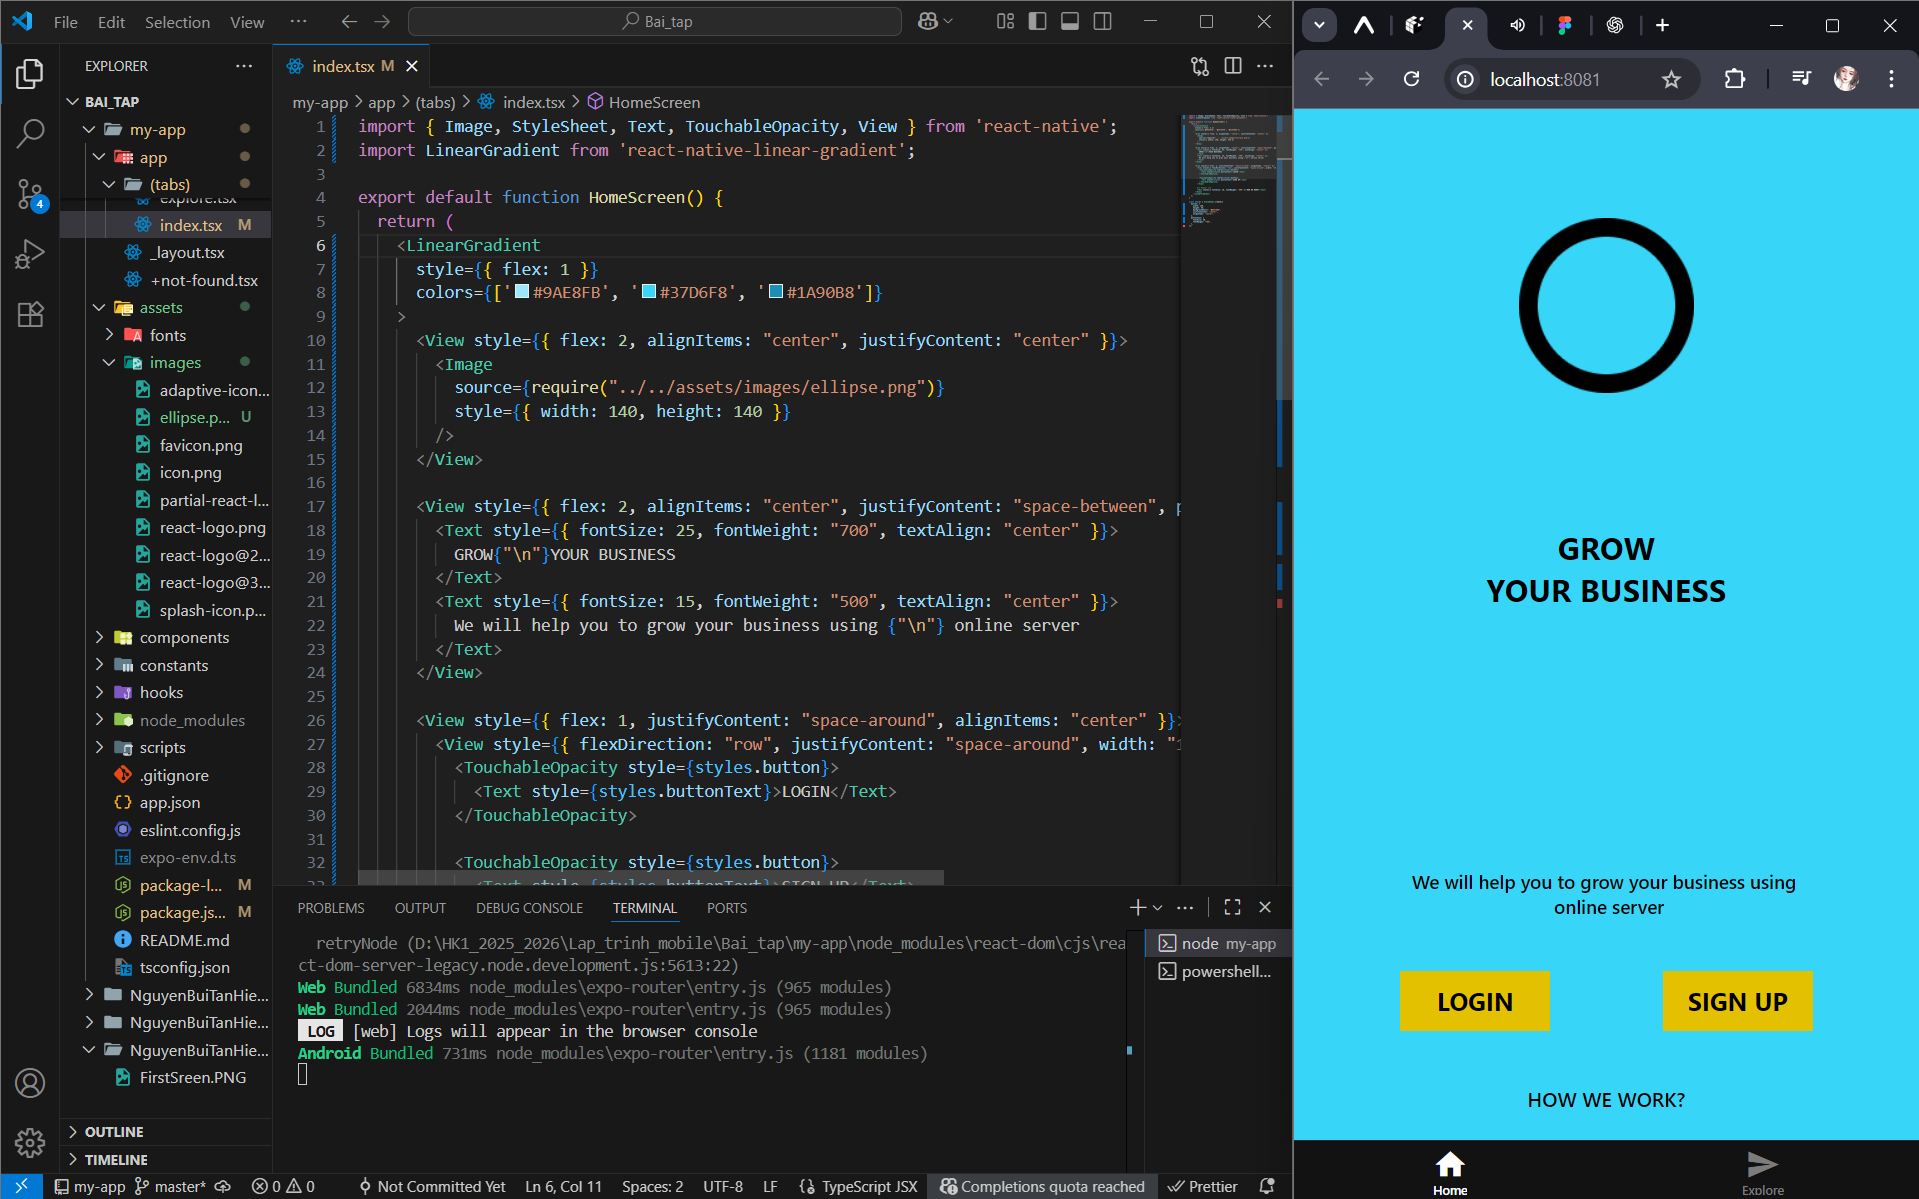 File Edit Selection View ··· Bai_tap
EXPLORER ···
BAI_TAP
my-app
app
(tabs)
explore.tsx
index.tsx M
_layout.tsx
+not-found.tsx
assets
fonts
images
adaptive-icon...
ellipse.p... U
favicon.png
icon.png
partial-react-l...
react-logo.png
react-logo@2...
react-logo@3...
splash-icon.p...
components
constants
hooks
node_modules
scripts
.gitignore
app.json
eslint.config.js
expo-env.d.ts
package-l... M
package.js... M
README.md
tsconfig.json
NguyenBuiTanHie...
NguyenBuiTanHie...
NguyenBuiTanHie...
FirstSreen.PNG
OUTLINE
TIMELINE
4
index.tsx M
my-app > app > (tabs) > index.tsx > HomeScreen
1 import { Image, StyleSheet, Text, TouchableOpacity, View } from 'react-native';
2 import LinearGradient from 'react-native-linear-gradient';
3
4 export default function HomeScreen() {
5 return (
6 <LinearGradient
7 style={{ flex: 1 }}
8 colors={['#9AE8FB', '#37D6F8', '#1A90B8']}
9 >
10 <View style={{ flex: 2, alignItems: "center", justifyContent: "center" }}>
11 <Image
12 source={require("../../assets/images/ellipse.png")}
13 style={{ width: 140, height: 140 }}
14 />
15 </View>
16
17 <View style={{ flex: 2, alignItems: "center", justifyContent: "space-between", p
18 <Text style={{ fontSize: 25, fontWeight: "700", textAlign: "center" }}>
19 GROW{"\n"}YOUR BUSINESS
20 </Text>
21 <Text style={{ fontSize: 15, fontWeight: "500", textAlign: "center" }}>
22 We will help you to grow your business using {"\n"} online server
23 </Text>
24 </View>
25
26 <View style={{ flex: 1, justifyContent: "space-around", alignItems: "center" }}>
27 <View style={{ flexDirection: "row", justifyContent: "space-around", width: "1
28 <TouchableOpacity style={styles.button}>
29 <Text style={styles.buttonText}>LOGIN</Text>
30 </TouchableOpacity>
31
32 <TouchableOpacity style={styles.button}>
33 <Text style={styles.buttonText}>SIGN UP</Text>
PROBLEMS OUTPUT DEBUG CONSOLE TERMINAL PORTS
retryNode (D:\HK1_2025_2026\Lap_trinh_mobile\Bai_tap\my-app\node_modules\react-dom\cjs\rea
ct-dom-server-legacy.node.development.js:5613:22)
Web Bundled 6834ms node_modules\expo-router\entry.js (965 modules)
Web Bundled 2044ms node_modules\expo-router\entry.js (965 modules)
LOG [web] Logs will appear in the browser console
Android Bundled 731ms node_modules\expo-router\entry.js (1181 modules)
node my-app
powershell...
my-app master* 0 0 Not Committed Yet Ln 6, Col 11 Spaces: 2 UTF-8 LF {} TypeScript JSX Completions quota reached Prettier
localhost:8081
GROW
YOUR BUSINESS
We will help you to grow your business using
online server
LOGIN SIGN UP
HOW WE WORK?
Home Explore